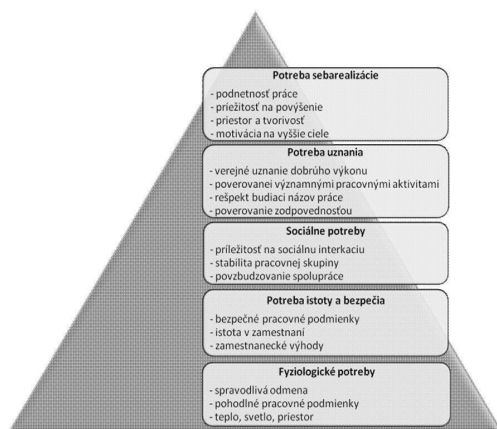 Potreba sebarealizácie
- podnetnosť práce
- príežitosť na povýšenie
- priestor a tvorivosť
- motivácia na vyššie ciele
Potreba uznania
- verejné uznanie dobrúho výkonu
- poverovanei významnými pracovnými aktivitami
- rešpekt budiaci názov práce
- poverovanie zodpovednosťou
Sociálne potreby
- príležitosť na sociálnu interkaciu
- stabilita pracovnej skupiny
- povzbudzovanie spolupráce
Potreba istoty a bezpečia
- bezpečné pracovné podmienky
- istota v zamestnaní
- zamestnanecké výhody
Fyziologické potreby
- spravodlivá odmena
- pohodlné pracovné podmienky
- teplo, svetlo, priestor